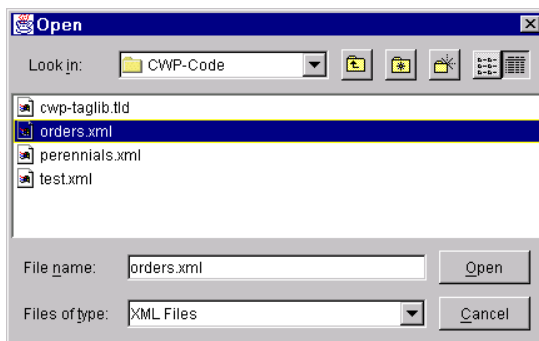 Open
Look in: CWP-Code
cwp-taglib.tld
orders.xml
perennials.xml
test.xml
File name: orders.xml Open
Files of type: XML Files Cancel